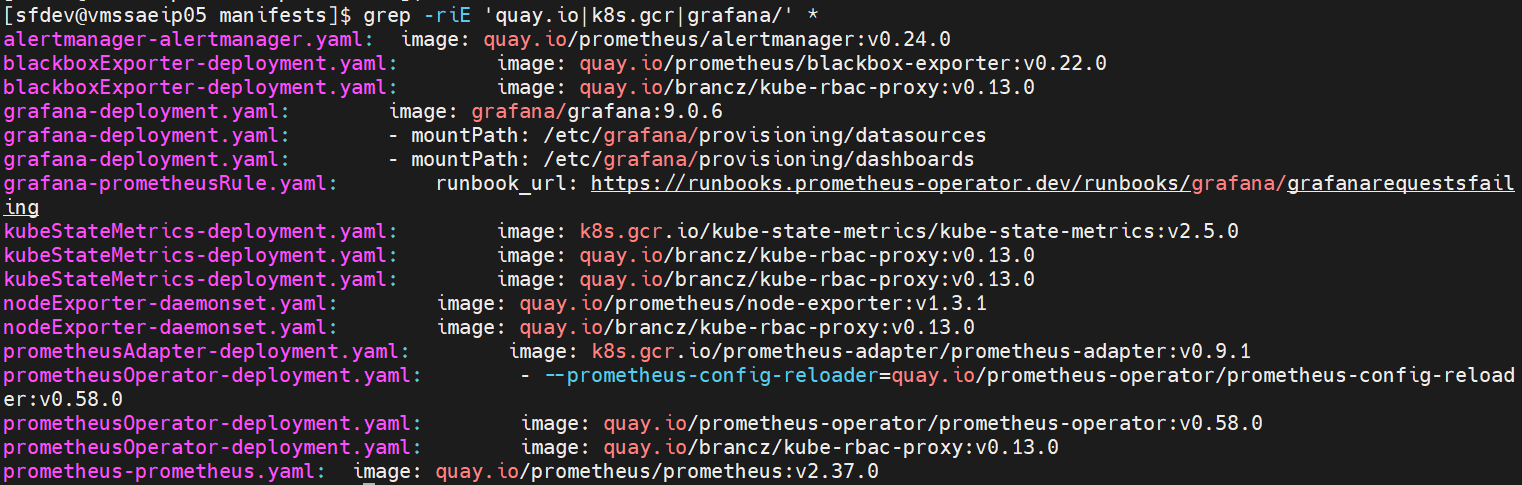 [sfdev@vmssaeip05 manifests]$ grep -riE 'quay.io|k8s.gcr|grafana/' *
alertmanager-alertmanager.yaml:  image: quay.io/prometheus/alertmanager:v0.24.0
blackboxExporter-deployment.yaml:        image: quay.io/prometheus/blackbox-exporter:v0.22.0
blackboxExporter-deployment.yaml:        image: quay.io/brancz/kube-rbac-proxy:v0.13.0
grafana-deployment.yaml:        image: grafana/grafana:9.0.6
grafana-deployment.yaml:        - mountPath: /etc/grafana/provisioning/datasources
grafana-deployment.yaml:        - mountPath: /etc/grafana/provisioning/dashboards
grafana-prometheusRule.yaml:        runbook_url: https://runbooks.prometheus-operator.dev/runbooks/grafana/grafanarequestsfail
ing
kubeStateMetrics-deployment.yaml:        image: k8s.gcr.io/kube-state-metrics/kube-state-metrics:v2.5.0
kubeStateMetrics-deployment.yaml:        image: quay.io/brancz/kube-rbac-proxy:v0.13.0
kubeStateMetrics-deployment.yaml:        image: quay.io/brancz/kube-rbac-proxy:v0.13.0
nodeExporter-daemonset.yaml:        image: quay.io/prometheus/node-exporter:v1.3.1
nodeExporter-daemonset.yaml:        image: quay.io/brancz/kube-rbac-proxy:v0.13.0
prometheusAdapter-deployment.yaml:        image: k8s.gcr.io/prometheus-adapter/prometheus-adapter:v0.9.1
prometheusOperator-deployment.yaml:        - --prometheus-config-reloader=quay.io/prometheus-operator/prometheus-config-reload
er:v0.58.0
prometheusOperator-deployment.yaml:        image: quay.io/prometheus-operator/prometheus-operator:v0.58.0
prometheusOperator-deployment.yaml:        image: quay.io/brancz/kube-rbac-proxy:v0.13.0
prometheus-prometheus.yaml:  image: quay.io/prometheus/prometheus:v2.37.0